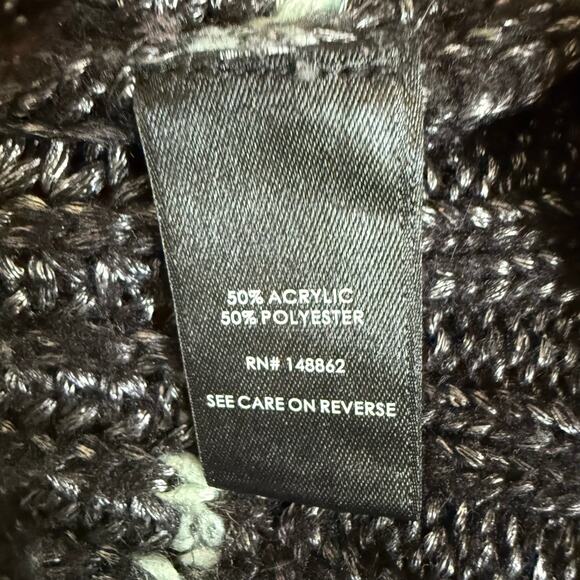 50% ACRYLIC
50% POLYESTER
RN# 148862
SEE CARE ON REVERSE